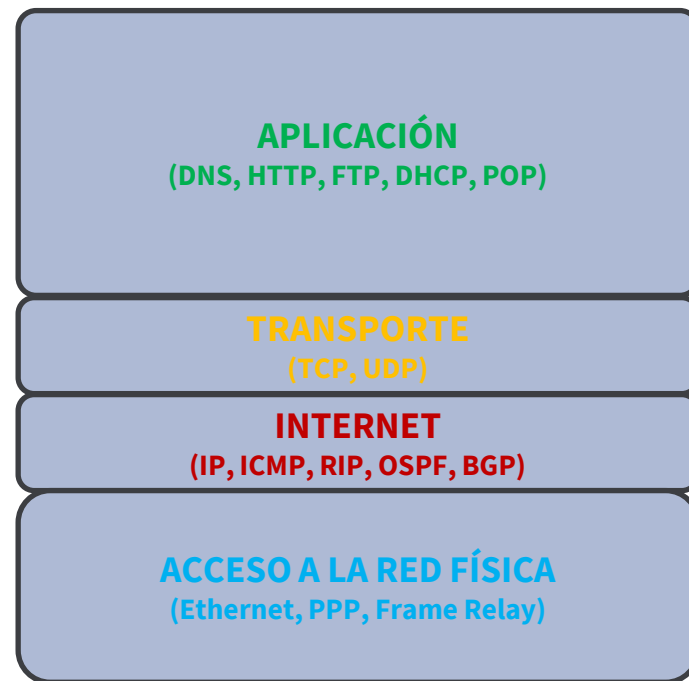 APLICACIÓN
(DNS, HTTP, FTP, DHCP, POP)
TRANSPORTE
(TCP, UDP)
INTERNET
(IP, ICMP, RIP, OSPF, BGP)
ACCESO A LA RED FÍSICA
(Ethernet, PPP, Frame Relay)